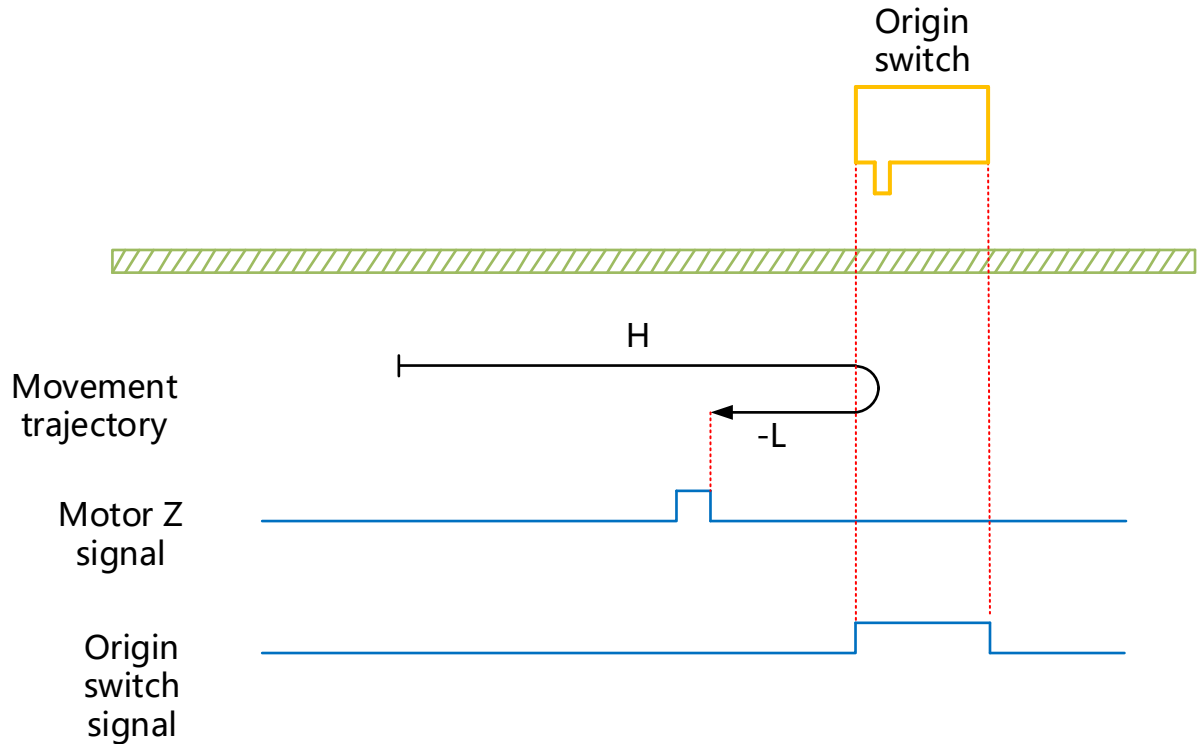 Origin
switch
H
Movement
trajectory
-L
Motor Z
signal
Origin
switch
signal